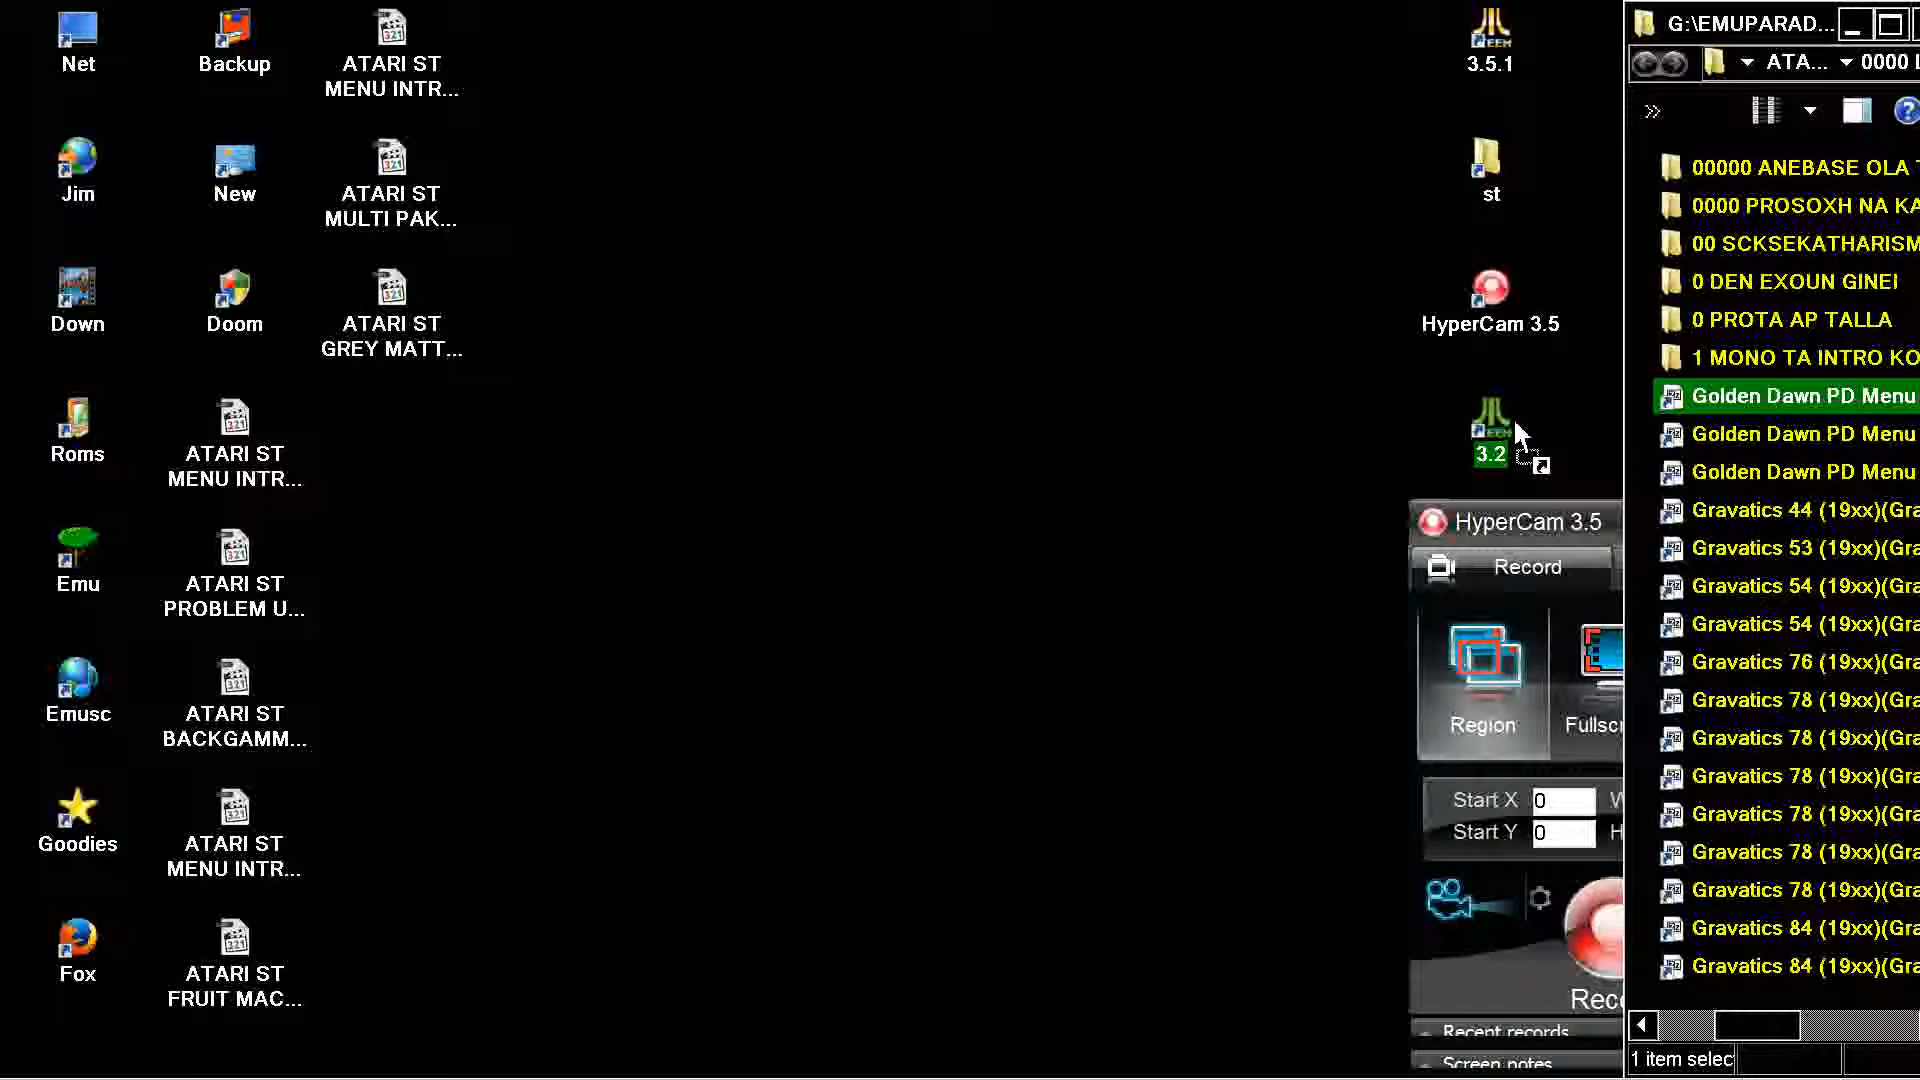 Net
Backup
ATARI ST
MENU INTR...
Jim
New
ATARI ST
MULTI PAK...
Down
Doom
ATARI ST
GREY MATT...
Roms
ATARI ST
MENU INTR...
Emu
ATARI ST
PROBLEM U...
Emusc
ATARI ST
BACKGAMM...
Goodies
ATARI ST
MENU INTR...
Fox
ATARI ST
FRUIT MAC...
3.5.1
st
HyperCam 3.5
3.2
HyperCam 3.5
Record
Region
Fullscr
Start X 0 W
Start Y 0 H
Rec
Recent records
Screen notes
G:\EMUPARAD...
ATA... 0000
00000 ANEBASE OLA
0000 PROSOXH NA KA
00 SCKSEKATHARISM
0 DEN EXOUN GINEI
0 PROTA AP TALLA
1 MONO TA INTRO KO
Golden Dawn PD Menu
Golden Dawn PD Menu
Golden Dawn PD Menu
Gravatics 44 (19xx)(Gra
Gravatics 53 (19xx)(Gra
Gravatics 54 (19xx)(Gra
Gravatics 54 (19xx)(Gra
Gravatics 76 (19xx)(Gra
Gravatics 78 (19xx)(Gra
Gravatics 78 (19xx)(Gra
Gravatics 78 (19xx)(Gra
Gravatics 78 (19xx)(Gra
Gravatics 78 (19xx)(Gra
Gravatics 78 (19xx)(Gra
Gravatics 84 (19xx)(Gra
Gravatics 84 (19xx)(Gra
1 item selec